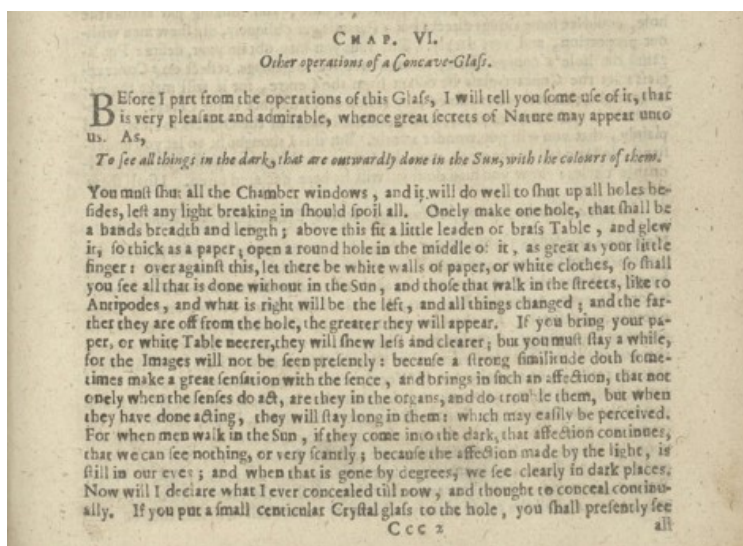 CHAP. VI.
Other operations of a Concave-Glaſs.
BEfore I part from the operations of this Glaſs, I will tell you ſome uſe of it, that
is very pleaſant and admirable, whence great ſecrets of Nature may appear unto
us. As,
To ſee all things in the dark, that are outwardly done in the Sun, with the colours of them.
You muſt ſhut all the Chamber windows, and it will do well to ſhut up all holes be-
ſides, leſt any light breaking in ſhould ſpoil all. Onely make one hole, that ſhall be
a hands breadth and length; above this fit a little leaden or braſs Table, and glew
it, ſo thick as a paper; open a round hole in the middle of it, as great as your little
finger: over againſt this, let there be white walls of paper, or white clothes, ſo ſhall
you ſee all that is done without in the Sun, and thoſe that walk in the ſtreets, like to
Antipodes, and what is right will be the left, and all things changed; and the far-
ther they are off from the hole, the greater they will appear. If you bring your pa-
per, or white Table neerer, they will ſhew leſs and clearer; but you muſt ſtay a while,
for the Images will not be ſeen preſently: becauſe a ſtrong ſimilitude doth ſome-
times make a great ſenſation with the ſence, and brings in ſuch an affection, that not
onely when the ſenſes do act, are they in the organs, and do trouble them, but when
they have done acting, they will ſtay long in them: which may eaſily be perceived.
For when men walk in the Sun, if they come into the dark, that affection continues,
that we can ſee nothing, or very ſcantly; becauſe the affection made by the light, is
ſtill in our eyes; and when that is gone by degrees, we ſee clearly in dark places.
Now will I declare what I ever concealed till now, and thought to conceal continu-
ally. If you put a ſmall centicular Cryſtal glaſs to the hole, you ſhall preſently ſee
Ccc 2 all